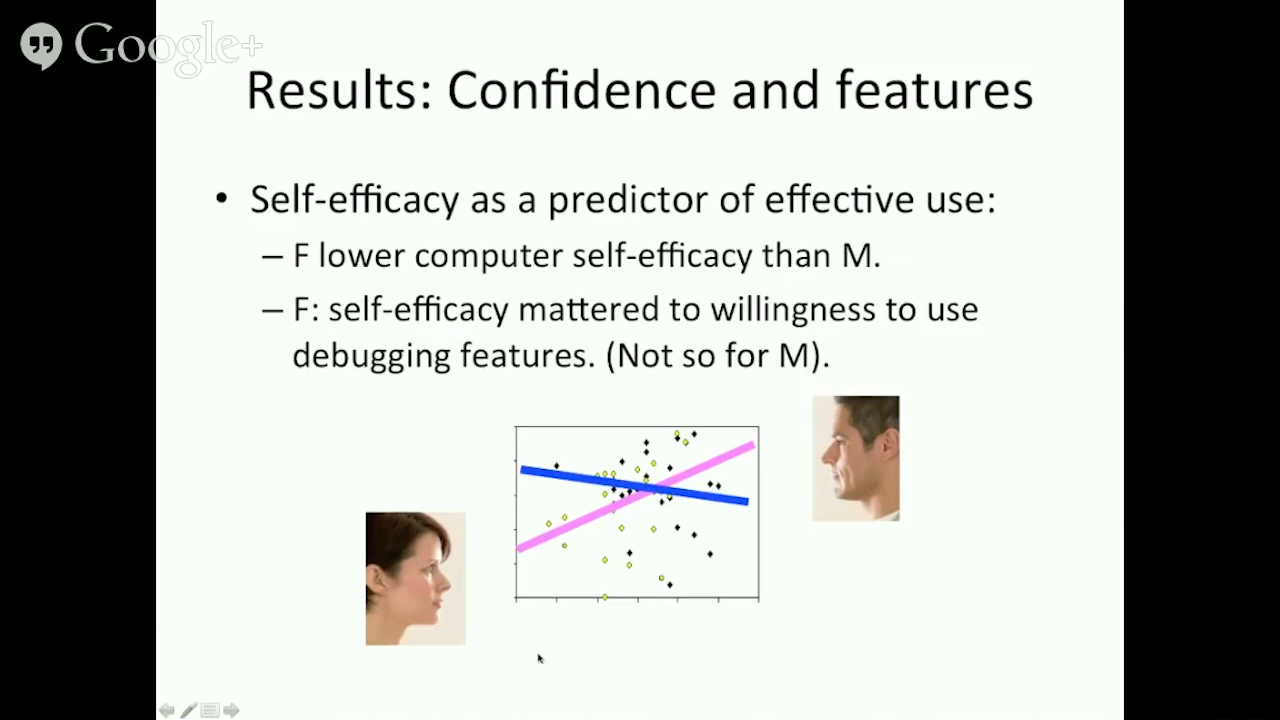 Google+
Results: Confidence and features
• Self-efficacy as a predictor of effective use:
– F lower computer self-efficacy than M.
– F: self-efficacy mattered to willingness to use
debugging features. (Not so for M).